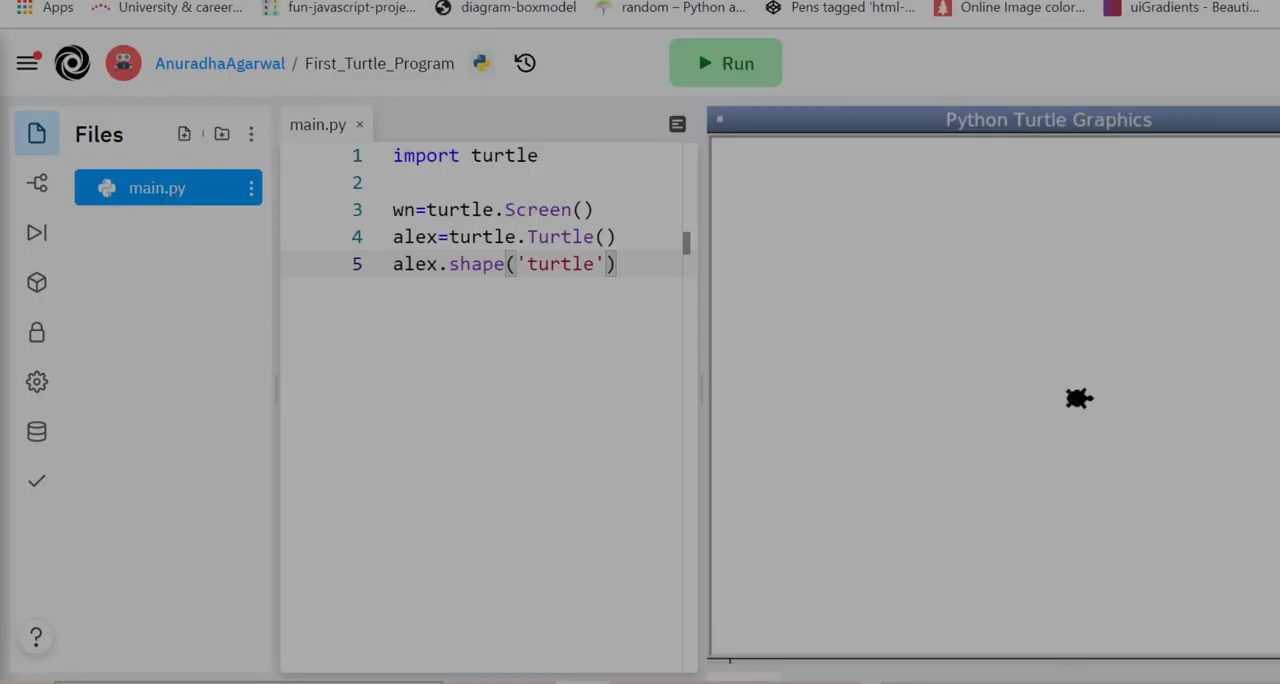 Apps University & career... fun-javascript-proje... diagram-boxmodel random – Python a... Pens tagged 'html-... Online Image color... uiGradients - Beauti...
AnuradhaAgarwal / First_Turtle_Program
Run
Files
main.py
main.py ×
1 import turtle
2
3 wn=turtle.Screen()
4 alex=turtle.Turtle()
5 alex.shape('turtle')
Python Turtle Graphics
?